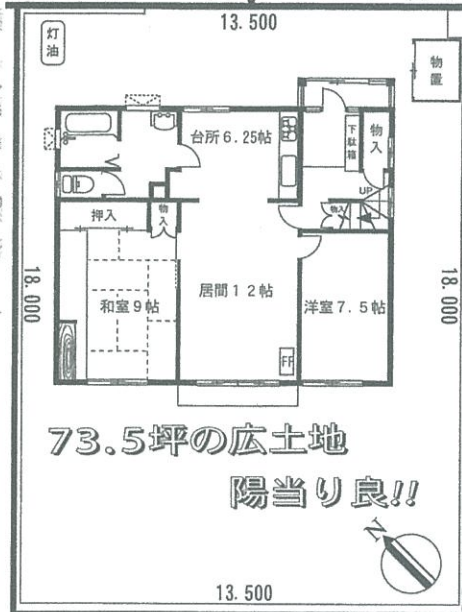 13.500
灯油
物置
台所6.25帖
下駄箱
物入
UP
押入
物入
物入
18.000
和室9帖
居間12帖
洋室7.5帖
18.000
FF
73.5坪の広土地
陽当り良!!
N
13.500